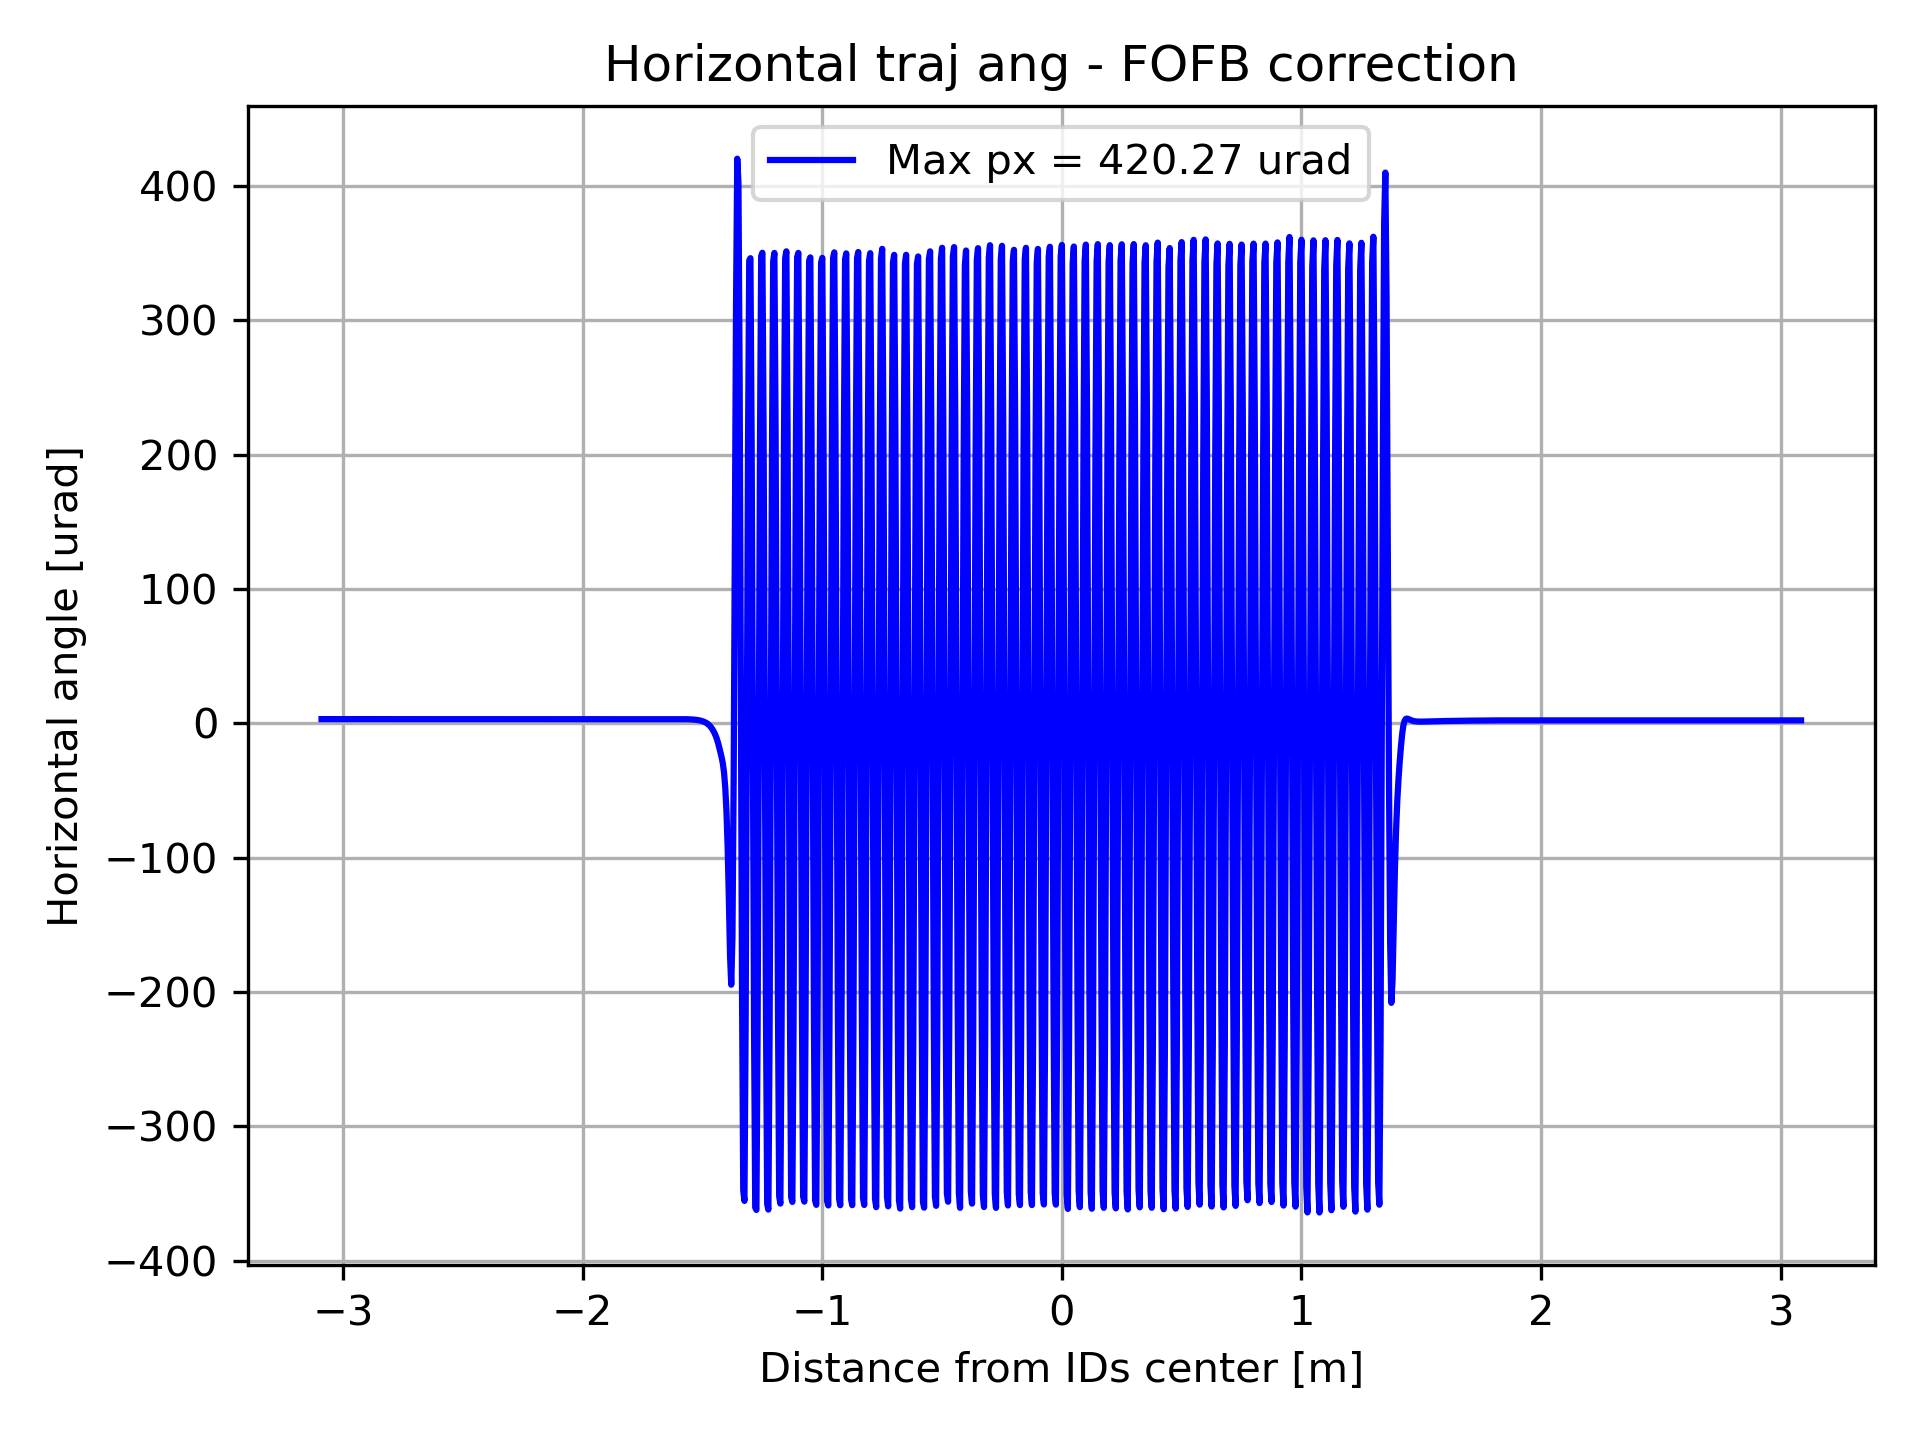 Horizontal traj ang - FOFB correction
Max px = 420.27 urad
400
300
200
100
0
−100
−200
−300
−400
Horizontal angle [urad]
−3 −2 −1 0 1 2 3
Distance from IDs center [m]